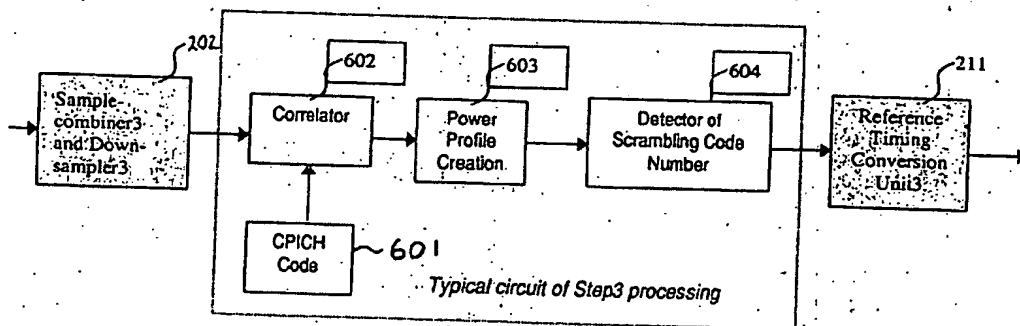 202
602
603
604
211
Sample-
combiner3
and Down-
sampler3
Correlator
Power
Profile
Creation
Detector of
Scrambling Code
Number
Reference
Timing
Conversion
Unit3
CPICH
Code
601
Typical circuit of Step3 processing